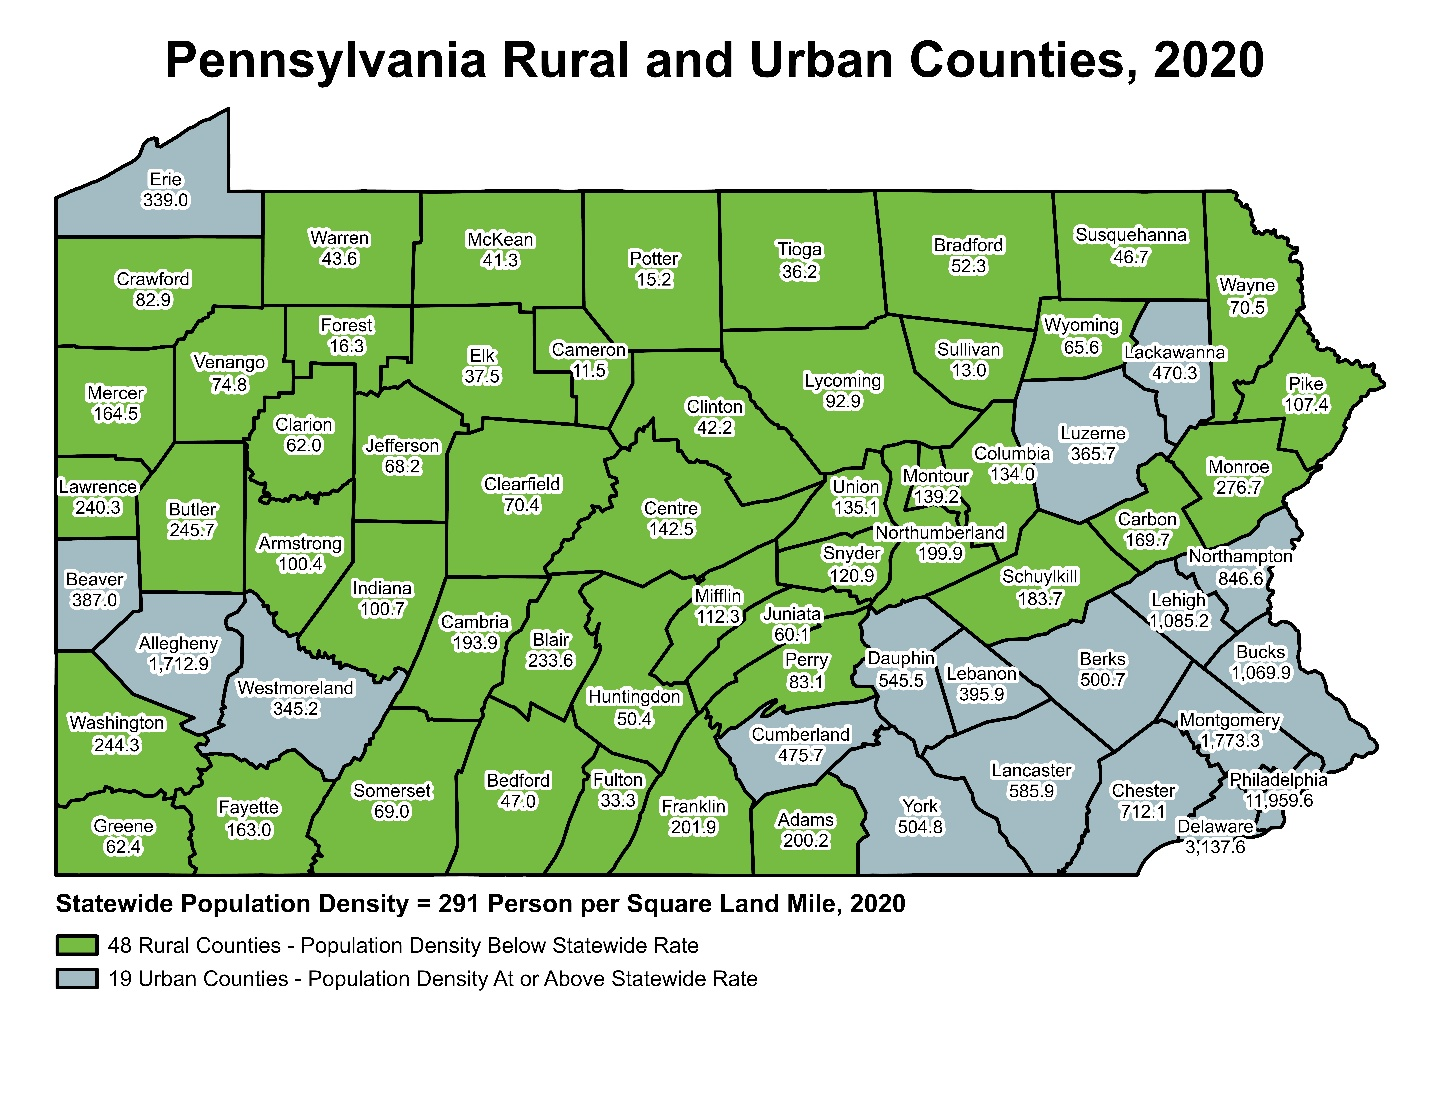 Pennsylvania Rural and Urban Counties, 2020
Erie
339.0
Warren
43.6
McKean
41.3
Potter
15.2
Tioga
36.2
Bradford
52.3
Susquehanna
46.7
Wayne
70.5
Crawford
82.9
Forest
16.3
Venango
74.8
Elk
37.5
Cameron
11.5
Lycoming
92.9
Sullivan
13.0
Wyoming
65.6
Lackawanna
470.3
Pike
107.4
Mercer
164.5
Clarion
62.0
Jefferson
68.2
Clinton
42.2
Columbia
134.0
Luzerne
365.7
Monroe
276.7
Lawrence
240.3
Butler
245.7
Clearfield
70.4
Centre
142.5
Union
135.1
Montour
139.2
Carbon
169.7
Armstrong
100.4
Snyder
120.9
Northumberland
199.9
Northampton
846.6
Beaver
387.0
Indiana
100.7
Mifflin
112.3
Juniata
60.1
Schuylkill
183.7
Lehigh
1,085.2
Allegheny
1,712.9
Cambria
193.9
Blair
233.6
Perry
83.1
Dauphin
545.5
Lebanon
395.9
Berks
500.7
Bucks
1,069.9
Westmoreland
345.2
Huntingdon
50.4
Washington
244.3
Cumberland
475.7
Montgomery
1,773.3
Somerset
69.0
Bedford
47.0
Fulton
33.3
Franklin
201.9
Lancaster
585.9
Chester
712.1
Philadelphia
11,959.6
Greene
62.4
Fayette
163.0
Adams
200.2
York
504.8
Delaware
3,137.6
Statewide Population Density = 291 Person per Square Land Mile, 2020
48 Rural Counties - Population Density Below Statewide Rate
19 Urban Counties - Population Density At or Above Statewide Rate